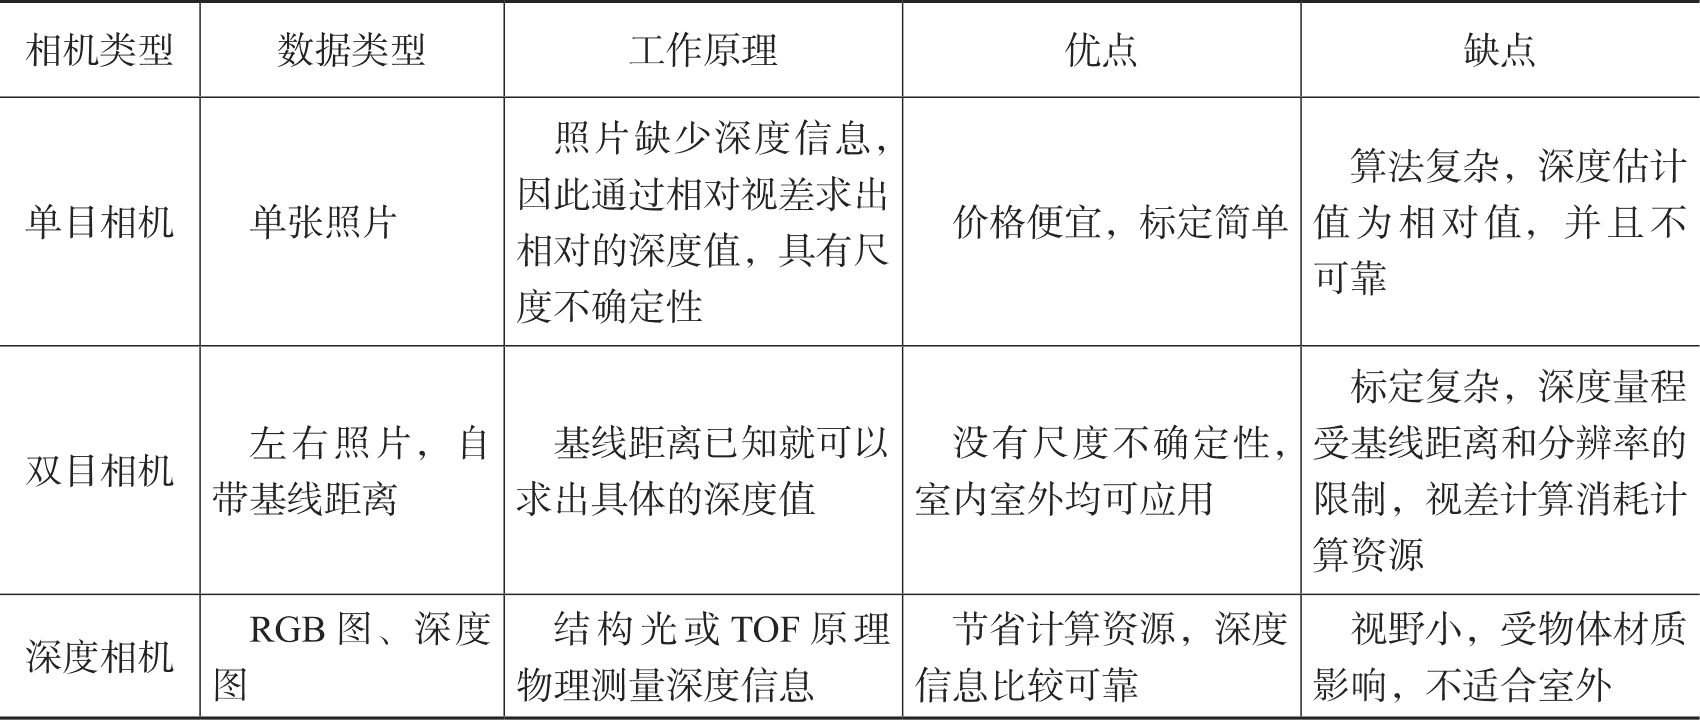 相机类型 数据类型 工作原理 优点 缺点
单目相机
单张照片
照片缺少深度信息，
因此通过相对视差求出
相对的深度值，具有尺
度不确定性
价格便宜，标定简单
算法复杂，深度估计
值为相对值，并且不
可靠
双目相机
左右照片，自
带基线距离
基线距离已知就可以
求出具体的深度值
没有尺度不确定性，
室内室外均可应用
标定复杂，深度量程
受基线距离和分辨率的
限制，视差计算消耗计
算资源
深度相机
RGB 图、深度
图
结构光或 TOF 原理
物理测量深度信息
节省计算资源，深度
信息比较可靠
视野小，受物体材质
影响，不适合室外